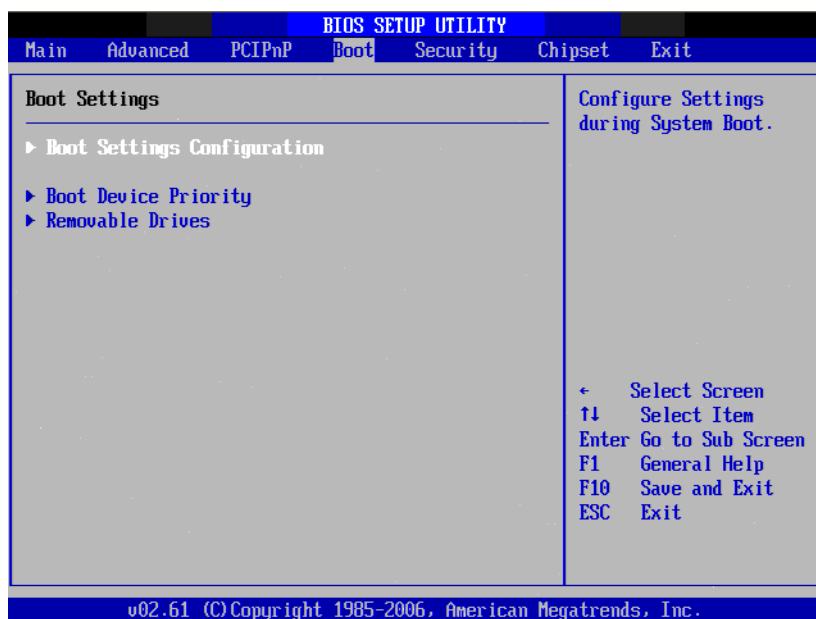 BIOS SETUP UTILITY
Main Advanced PCIPnP Boot Security Chipset Exit
Boot Settings
▶ Boot Settings Configuration
▶ Boot Device Priority
▶ Removable Drives
Configure Settings
during System Boot.
← Select Screen
↑↓ Select Item
Enter Go to Sub Screen
F1 General Help
F10 Save and Exit
ESC Exit
v02.61 (C)Copyright 1985-2006, American Megatrends, Inc.